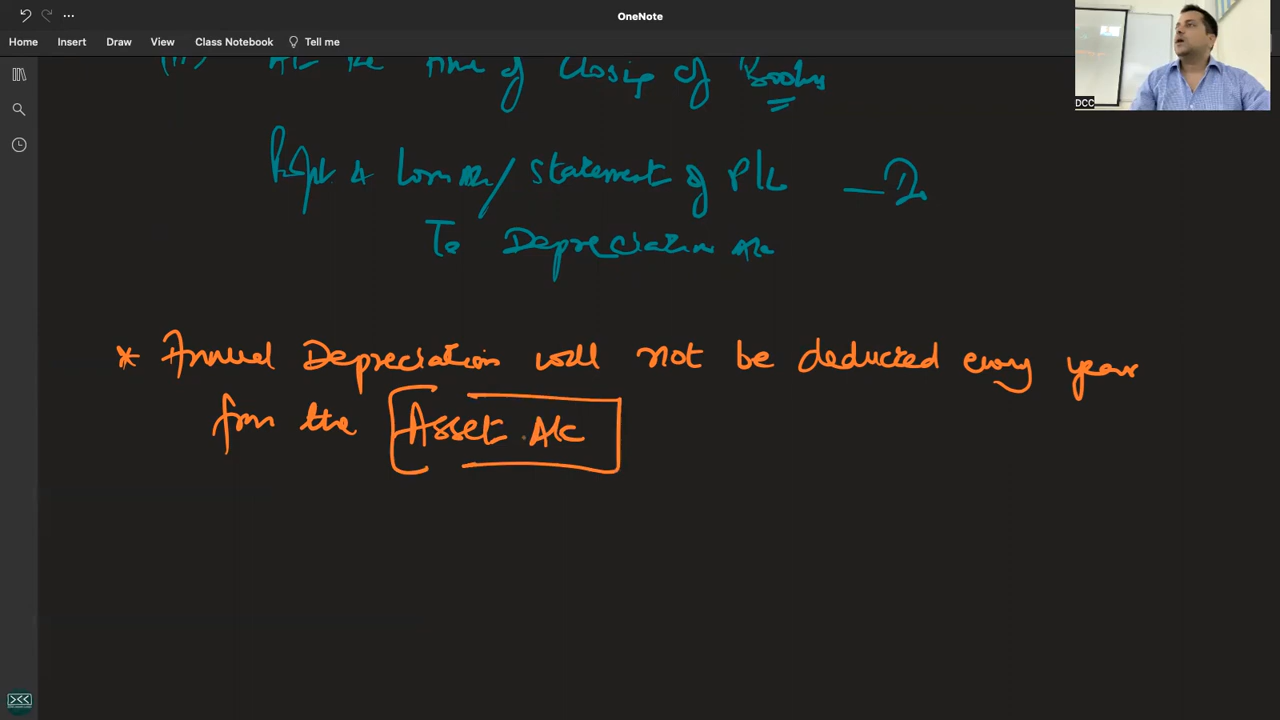 OneNote
Home Insert Draw View Class Notebook Tell me
(ii) At the time of Closing of Books
Profit & Loss A/c / Statement of P/L — Dr
To Depreciation A/c
* Annual Depreciation will not be deducted every year
from the Asset A/c
DCC